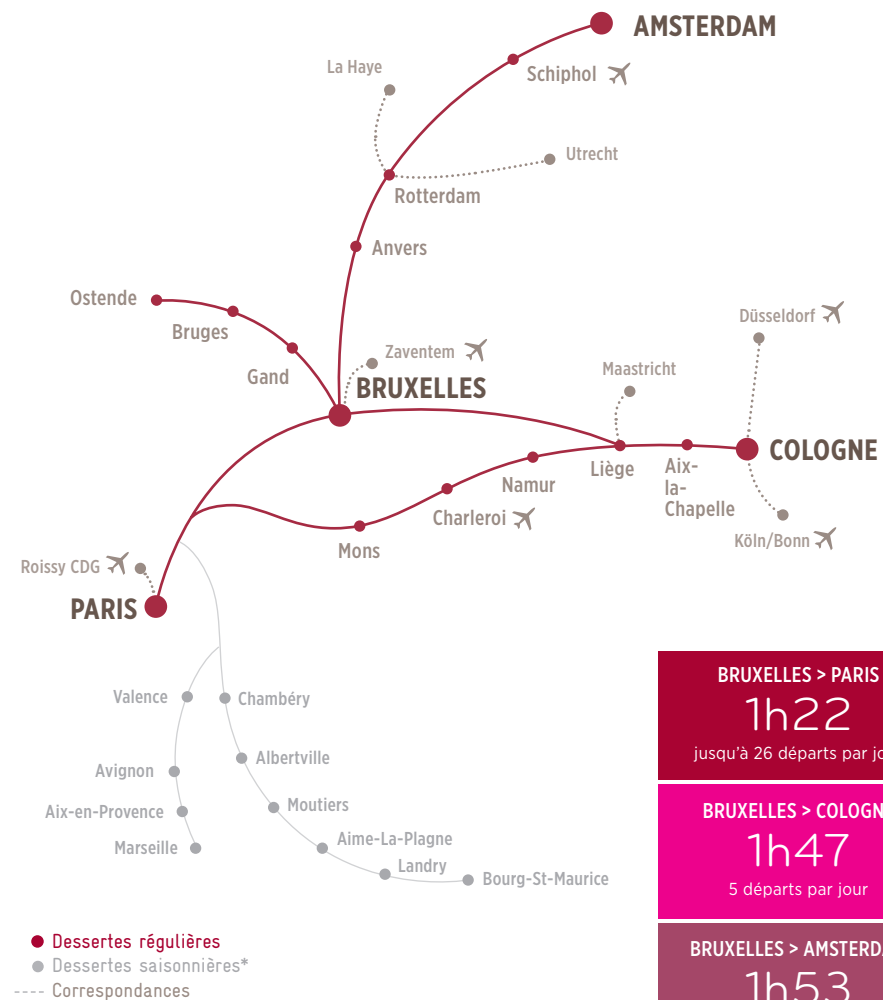 AMSTERDAM
La Haye
Schiphol
Utrecht
Rotterdam
Anvers
Ostende
Bruges
Gand
Zaventem
BRUXELLES
Düsseldorf
Maastricht
COLOGNE
Liège
Aix-
la-
Chapelle
Namur
Charleroi
Mons
Köln/Bonn
Roissy CDG
PARIS
Valence
Chambéry
Avignon
Albertville
Aix-en-Provence
Moutiers
Marseille
Aime-La-Plagne
Landry
Bourg-St-Maurice
Dessertes régulières
Dessertes saisonnières*
Correspondances
BRUXELLES > PARIS
1h22
jusqu'à 26 départs par jo
BRUXELLES > COLOGN
1h47
5 départs par jour
BRUXELLES > AMSTERDA
1h53